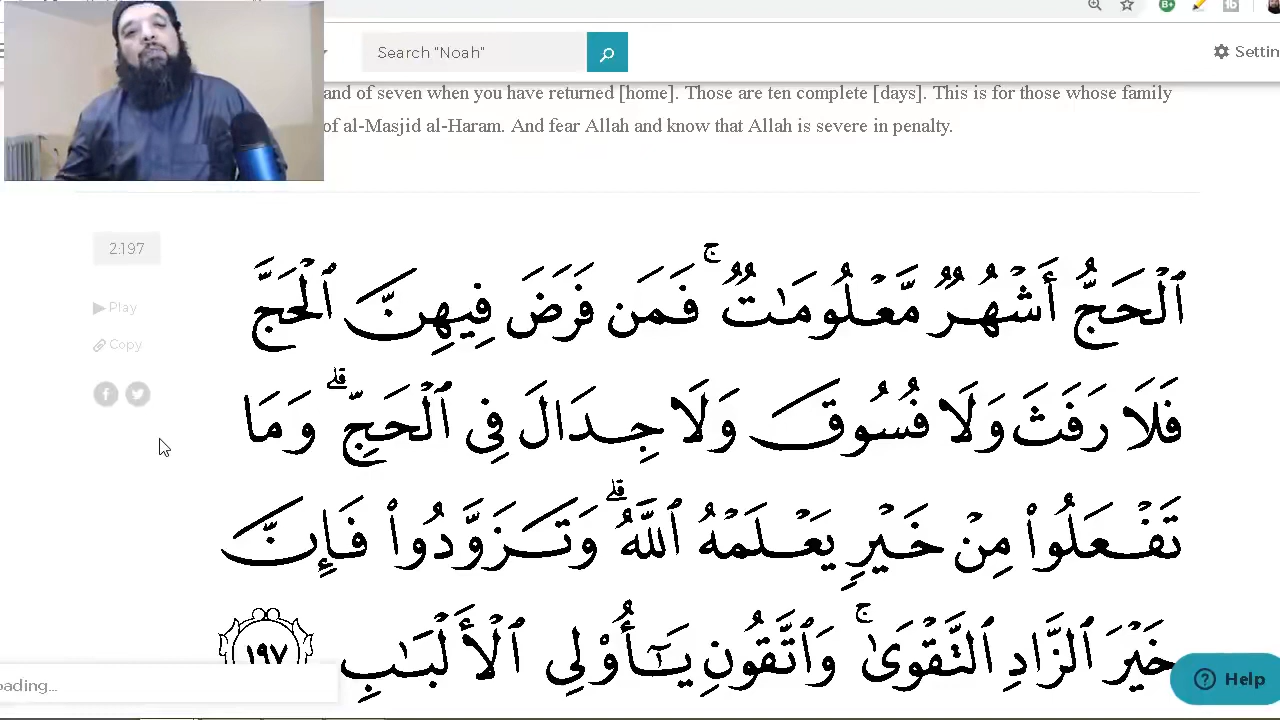 Search "Noah"
Settin
and of seven when you have returned [home]. Those are ten complete [days]. This is for those whose family
of al-Masjid al-Haram. And fear Allah and know that Allah is severe in penalty.
2:197
Play
Copy
ٱلْحَجُّ أَشْهُرٌ مَّعْلُومَـٰتٌ ۚ فَمَن فَرَضَ فِيهِنَّ ٱلْحَجَّ
فَلَا رَفَثَ وَلَا فُسُوقَ وَلَا جِدَالَ فِى ٱلْحَجِّ ۗ وَمَا
تَفْعَلُوا۟ مِنْ خَيْرٍ يَعْلَمْهُ ٱللَّهُ ۗ وَتَزَوَّدُوا۟ فَإِنَّ
خَيْرَ ٱلزَّادِ ٱلتَّقْوَىٰ ۚ وَٱتَّقُونِ يَـٰٓأُو۟لِى ٱلْأَلْبَـٰبِ ١٩٧
oading...
Help